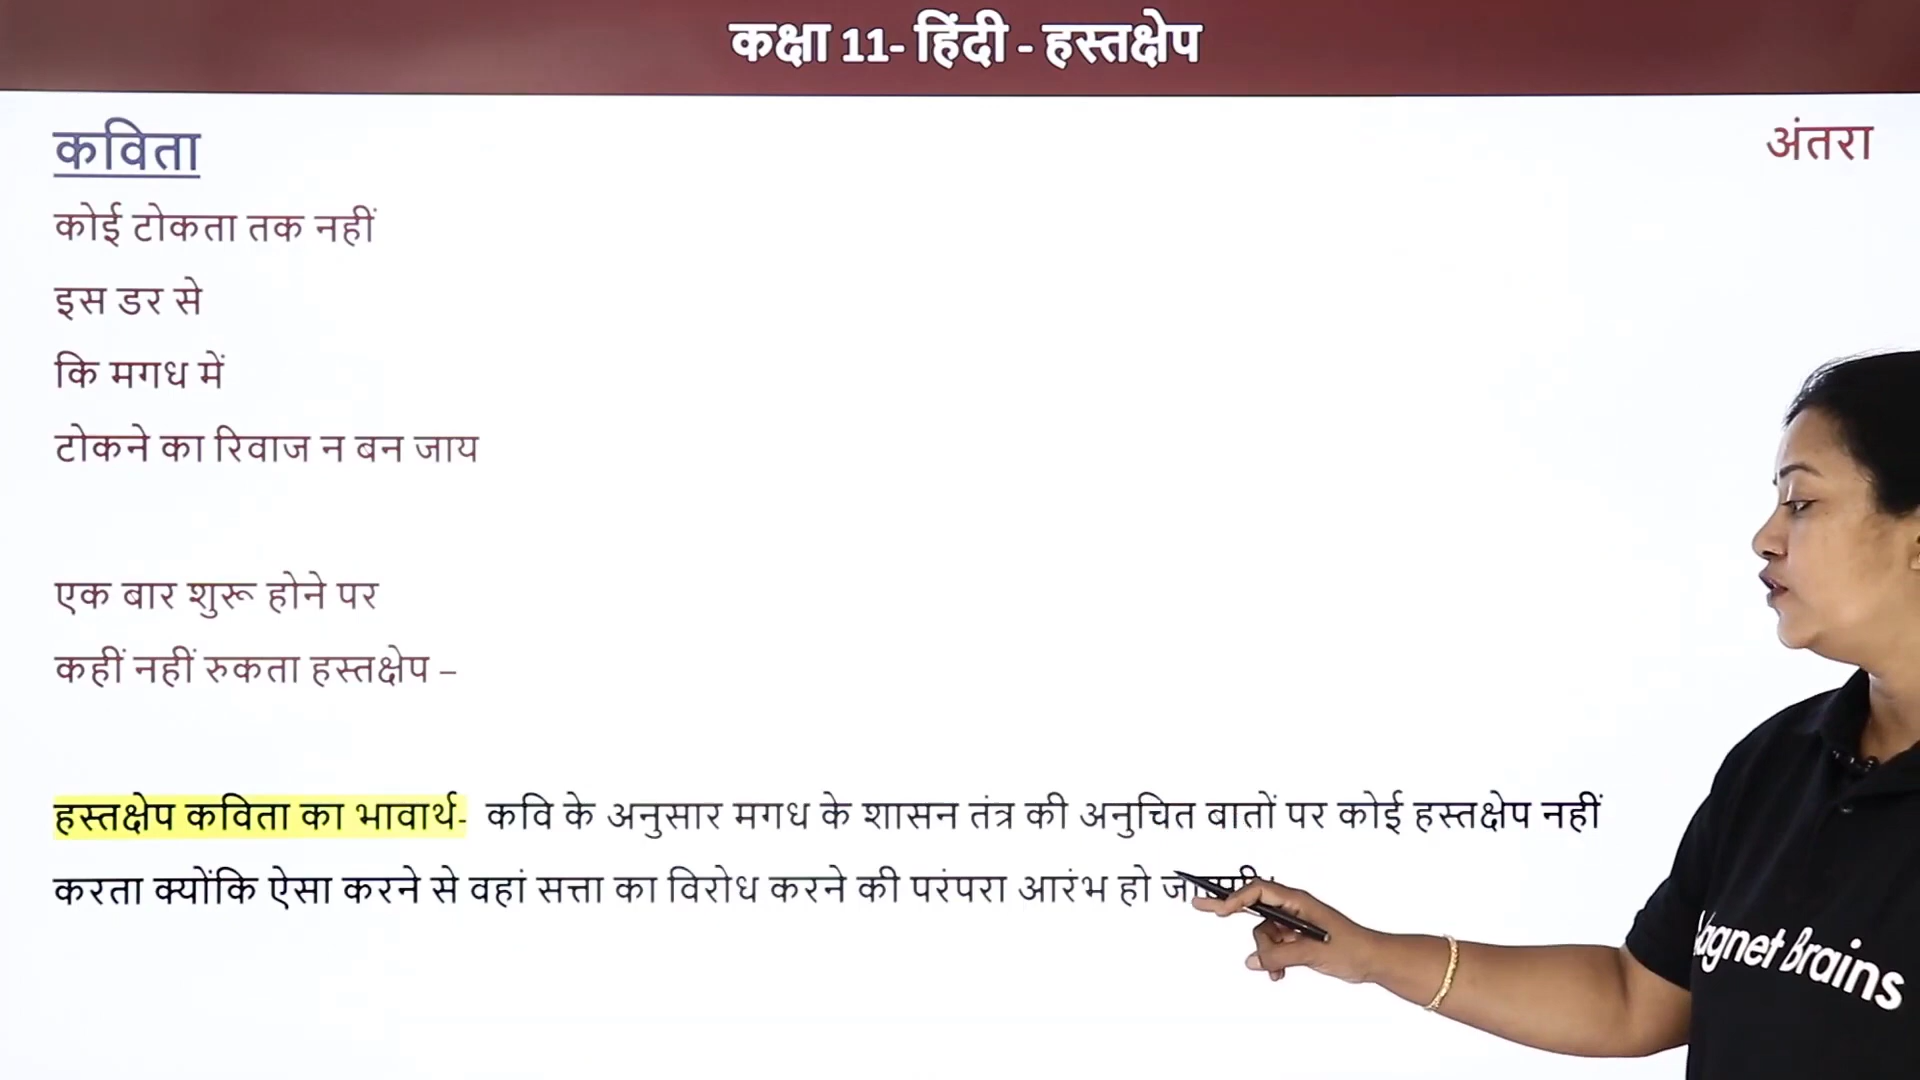 कक्षा 11- हिंदी - हस्तक्षेप
कविता
अंतरा
कोई टोकता तक नहीं
इस डर से
कि मगध में
टोकने का रिवाज न बन जाय
एक बार शुरू होने पर
कहीं नहीं रुकता हस्तक्षेप –
हस्तक्षेप कविता का भावार्थ- कवि के अनुसार मगध के शासन तंत्र की अनुचित बातों पर कोई हस्तक्षेप नहीं
करता क्योंकि ऐसा करने से वहां सत्ता का विरोध करने की परंपरा आरंभ हो
Brains